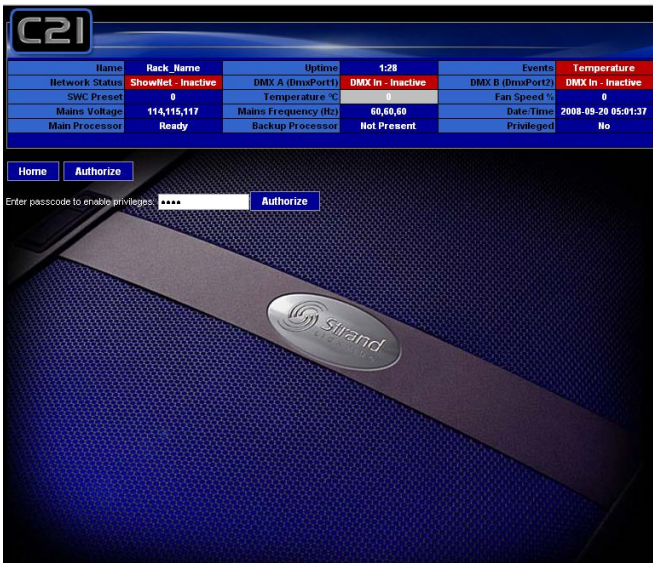 C21
Name Rack_Name Uptime 1:28 Events Temperature
Network Status ShowNet - Inactive DMX A (DmxPort1) DMX In - Inactive DMX B (DmxPort2) DMX In - Inactive
SWC Preset 0 Temperature °C 0 Fan Speed % 0
Mains Voltage 114,115,117 Mains Frequency (Hz) 60,60,60 Date/Time 2008-09-20 05:01:37
Main Processor Ready Backup Processor Not Present Privileged No
Home Authorize
Enter passcode to enable privileges: •••• Authorize
Strand
LIGHTING